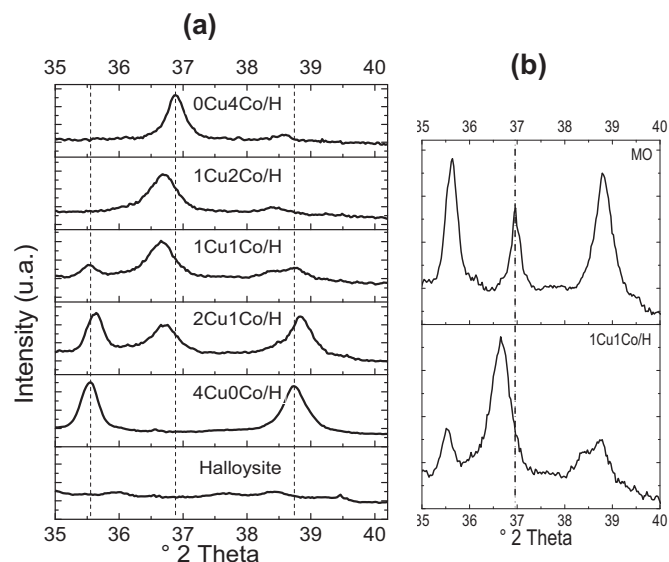 (a)
35 36 37 38 39 40
0Cu4Co/H
1Cu2Co/H
1Cu1Co/H
2Cu1Co/H
4Cu0Co/H
Halloysite
Intensity (u.a.)
35 36 37 38 39 40
° 2 Theta
(b)
35 36 37 38 39 40
MO
1Cu1Co/H
35 36 37 38 39 40
° 2 Theta